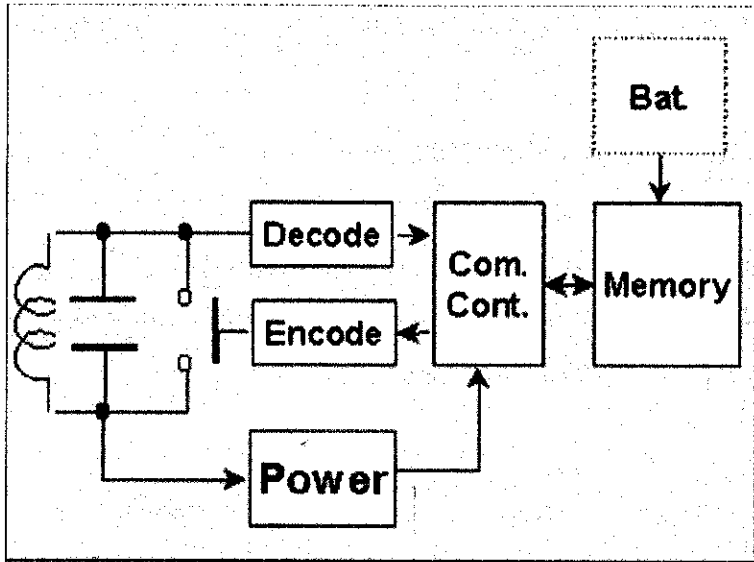 Bat.
Decode
Com.
Cont.
Memory
Encode
Power